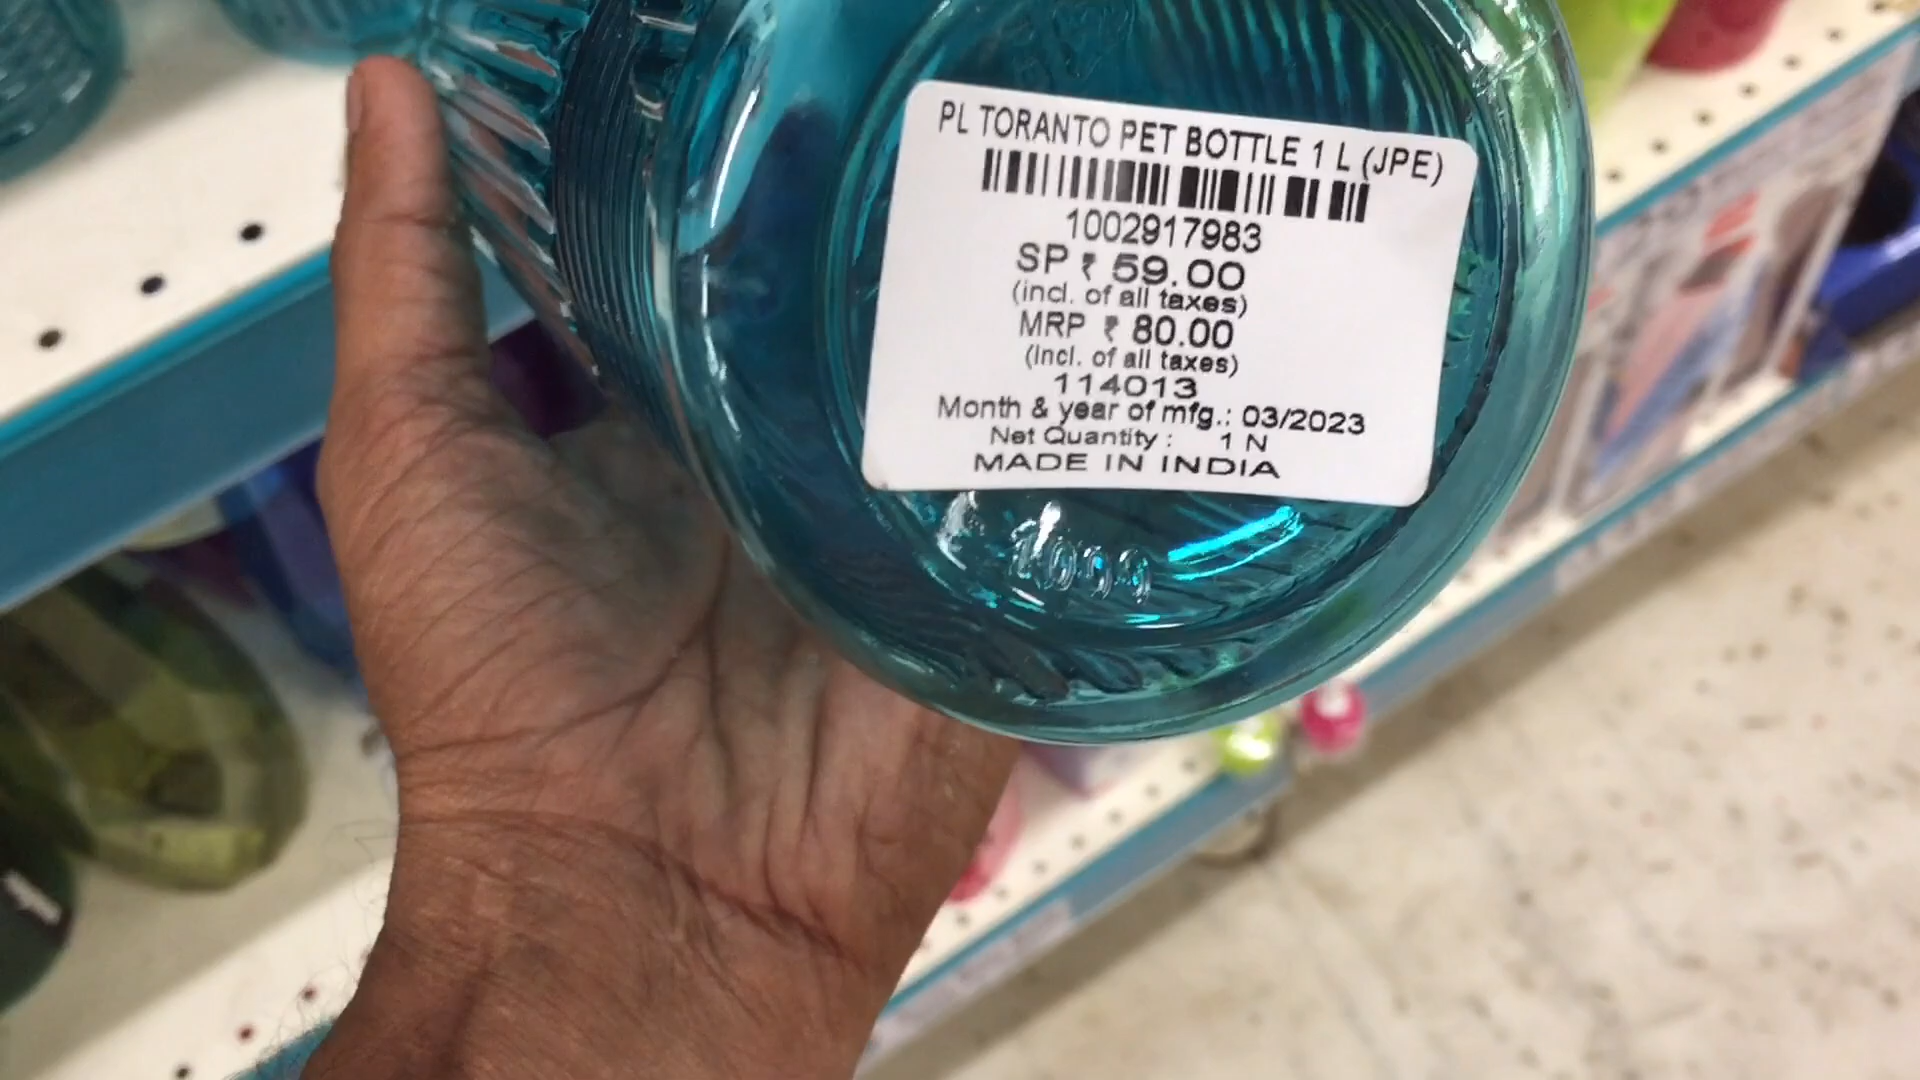 PL TORANTO PET BOTTLE 1 L (JPE)
1002917983
SP ₹ 59.00
(incl. of all taxes)
MRP ₹ 80.00
(incl. of all taxes)
114013
Month & year of mfg.: 03/2023
Net Quantity : 1 N
MADE IN INDIA